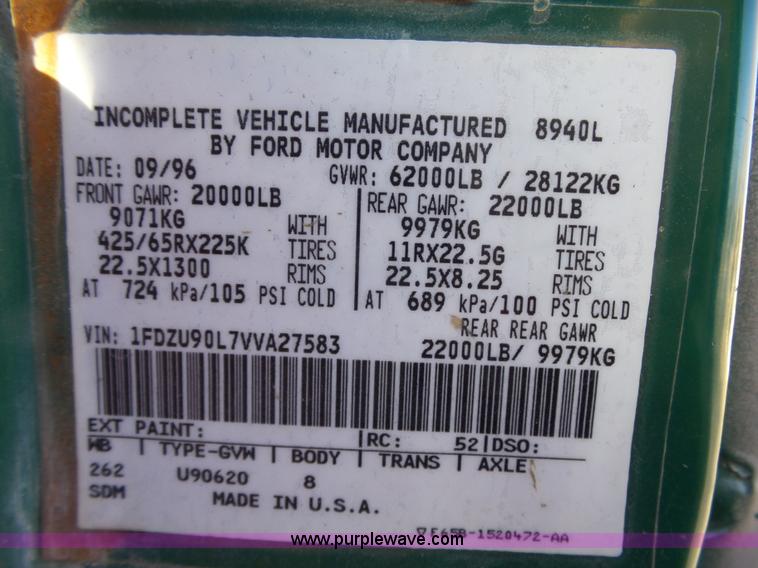 INCOMPLETE VEHICLE MANUFACTURED 8940L
BY FORD MOTOR COMPANY
DATE: 09/96 GVWR: 62000LB / 28122KG
FRONT GAWR: 20000LB REAR GAWR: 22000LB
9071KG WITH 9979KG WITH
425/65RX225K TIRES 11RX22.5G TIRES
22.5X1300 RIMS 22.5X8.25 RIMS
AT 724 kPa/105 PSI COLD AT 689 kPa/100 PSI COLD
REAR REAR GAWR
VIN: 1FDZU90L7VVA27583 22000LB/ 9979KG
EXT PAINT: RC: 52 DSO:
WB TYPE-GVW BODY TRANS AXLE
262 U90620 8
SDM MADE IN U.S.A.
F65B-1520472-AA
www.purplewave.com